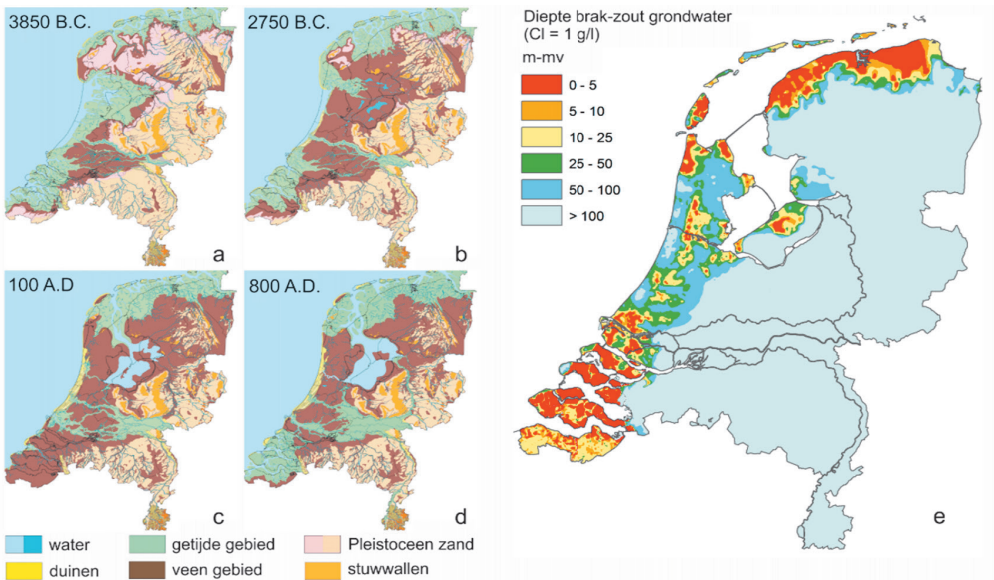 3850 B.C.
2750 B.C.
a
b
100 A.D
800 A.D.
c
d
water
getijde gebied
Pleistoceen zand
duinen
veen gebied
stuwwallen
Diepte brak-zout grondwater
(Cl = 1 g/l)
m-mv
0 - 5
5 - 10
10 - 25
25 - 50
50 - 100
> 100
e